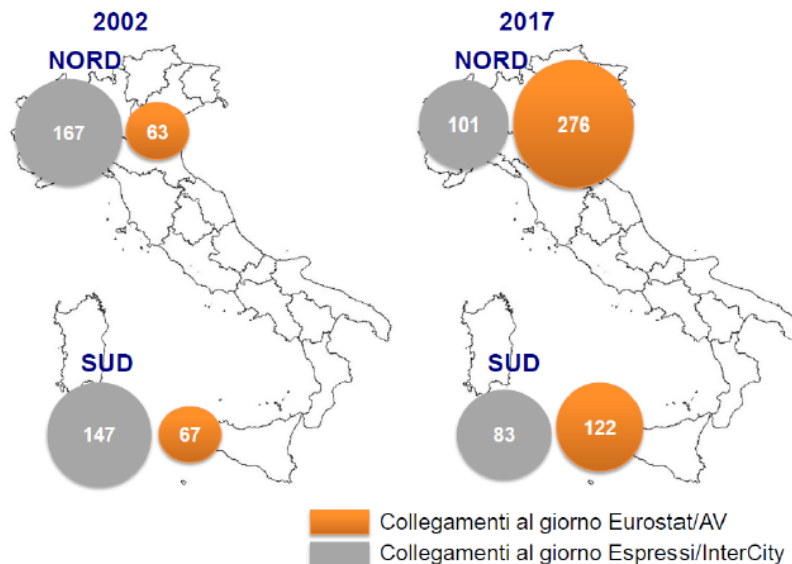 2002
2017
NORD
NORD
167
63
101
276
SUD
SUD
147
67
83
122
Collegamenti al giorno Eurostat/AV
Collegamenti al giorno Espressi/InterCity